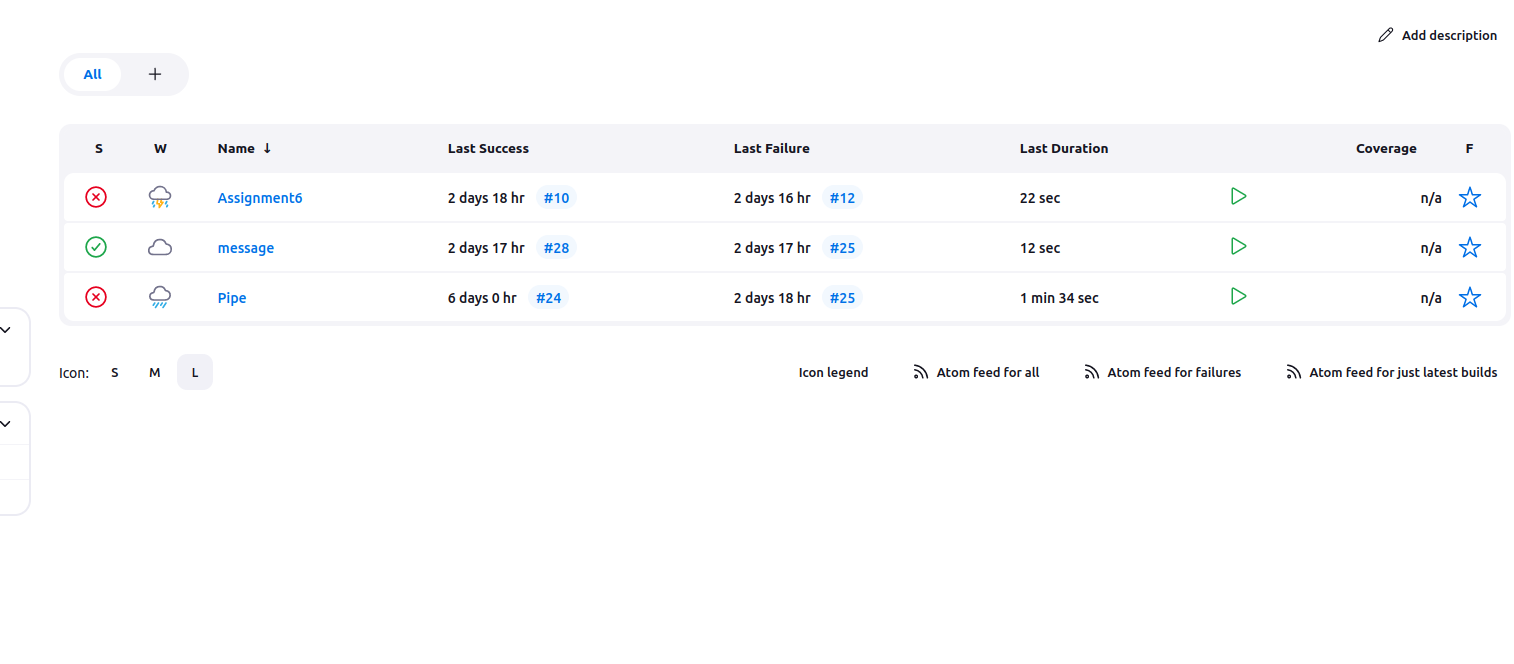 Add description
All +
S W Name ↓ Last Success Last Failure Last Duration Coverage F
Assignment6 2 days 18 hr #10 2 days 16 hr #12 22 sec n/a
message 2 days 17 hr #28 2 days 17 hr #25 12 sec n/a
Pipe 6 days 0 hr #24 2 days 18 hr #25 1 min 34 sec n/a
Icon: S M L Icon legend Atom feed for all Atom feed for failures Atom feed for just latest builds